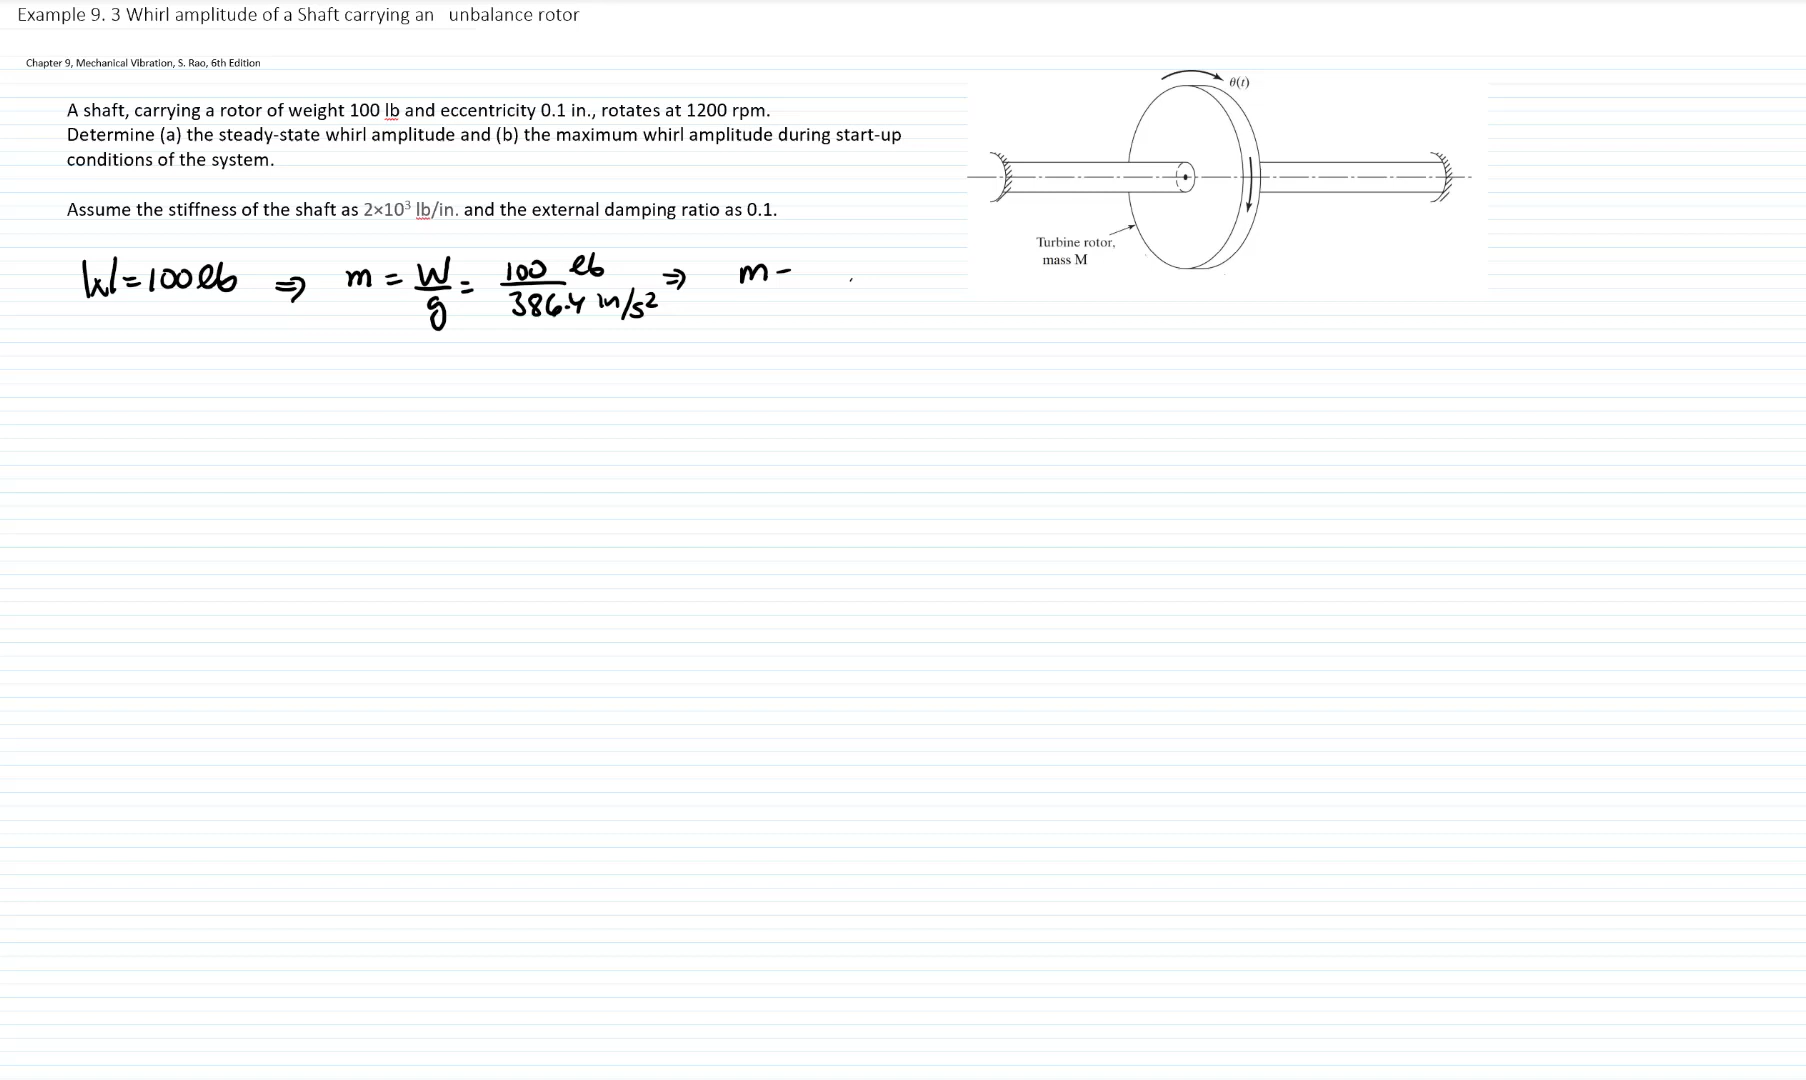 Example 9. 3 Whirl amplitude of a Shaft carrying an unbalance rotor
Chapter 9, Mechanical Vibration, S. Rao, 6th Edition
A shaft, carrying a rotor of weight 100 lb and eccentricity 0.1 in., rotates at 1200 rpm.
Determine (a) the steady-state whirl amplitude and (b) the maximum whirl amplitude during start-up
conditions of the system.
Assume the stiffness of the shaft as 2×10³ lb/in. and the external damping ratio as 0.1.
W=100 lb ⇒ m = W/g = 100 lb / 386.4 in/s² ⇒ m -
θ(t)
Turbine rotor,
mass M